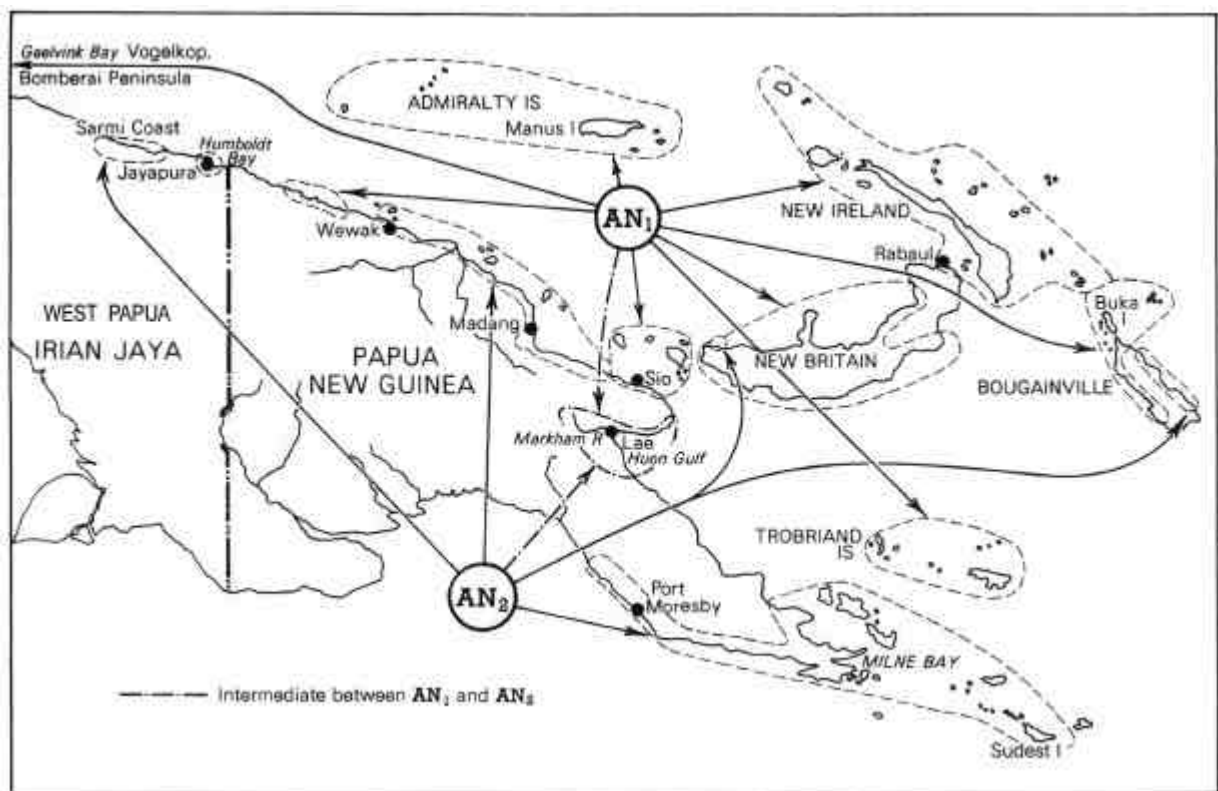 Geelvink Bay Vogelkop.
Bomberai Peninsula
ADMIRALTY IS
Manus I
Sarmi Coast
Humboldt
Bay
Jayapura
AN₁
NEW IRELAND
Wewak
Rabaul
WEST PAPUA
IRIAN JAYA
Madang
Buka
I
PAPUA
NEW GUINEA
NEW BRITAIN
Sio
BOUGAINVILLE
Markham R
Lae
Huon Gulf
TROBRIAND
IS
AN₂
Port
Moresby
MILNE BAY
Intermediate between AN₁ and AN₂
Sudest I